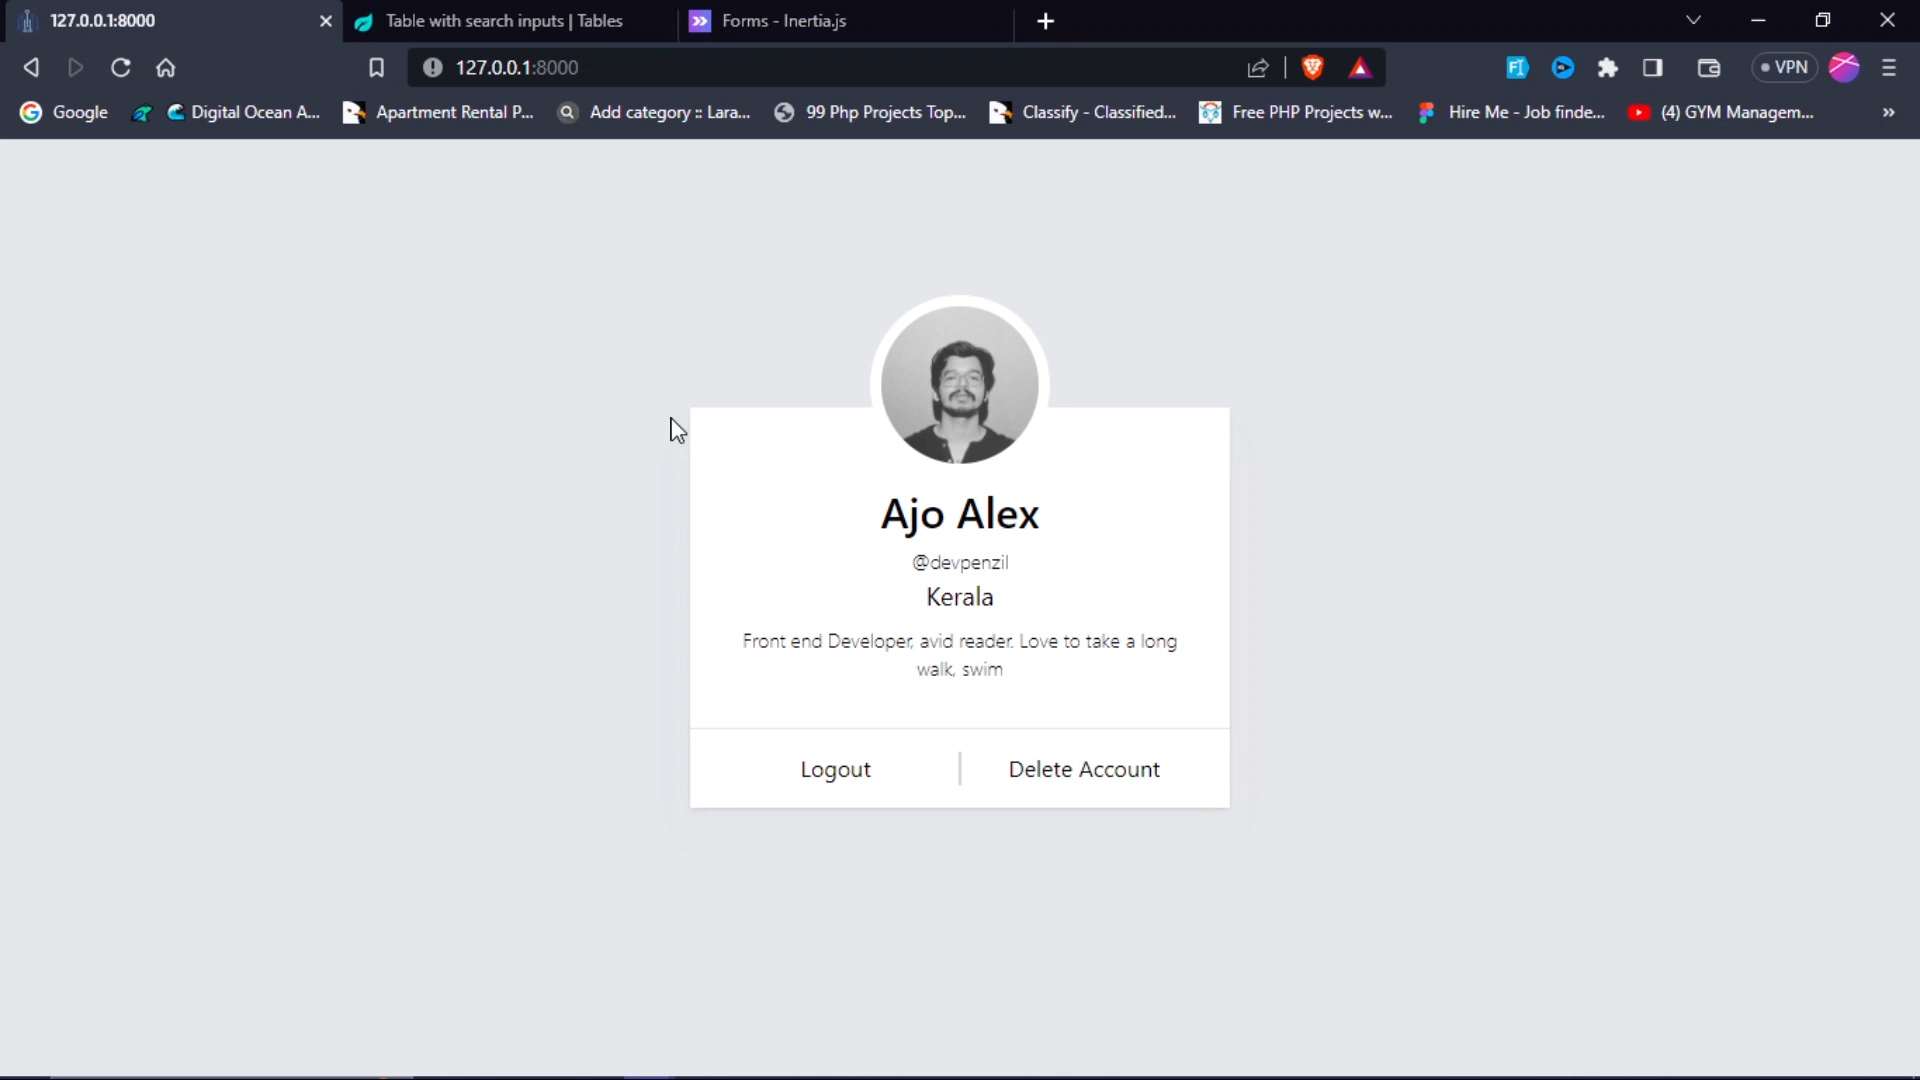 127.0.0.1:8000
Table with search inputs | Tables
Forms - Inertia.js
127.0.0.1:8000
FI
VPN
Google
Digital Ocean A...
Apartment Rental P...
Add category :: Lara...
99 Php Projects Top...
Classify - Classified...
Free PHP Projects w...
Hire Me - Job finde...
(4) GYM Managem...
Ajo Alex
@devpenzil
Kerala
Front end Developer, avid reader. Love to take a long
walk, swim
Logout
Delete Account